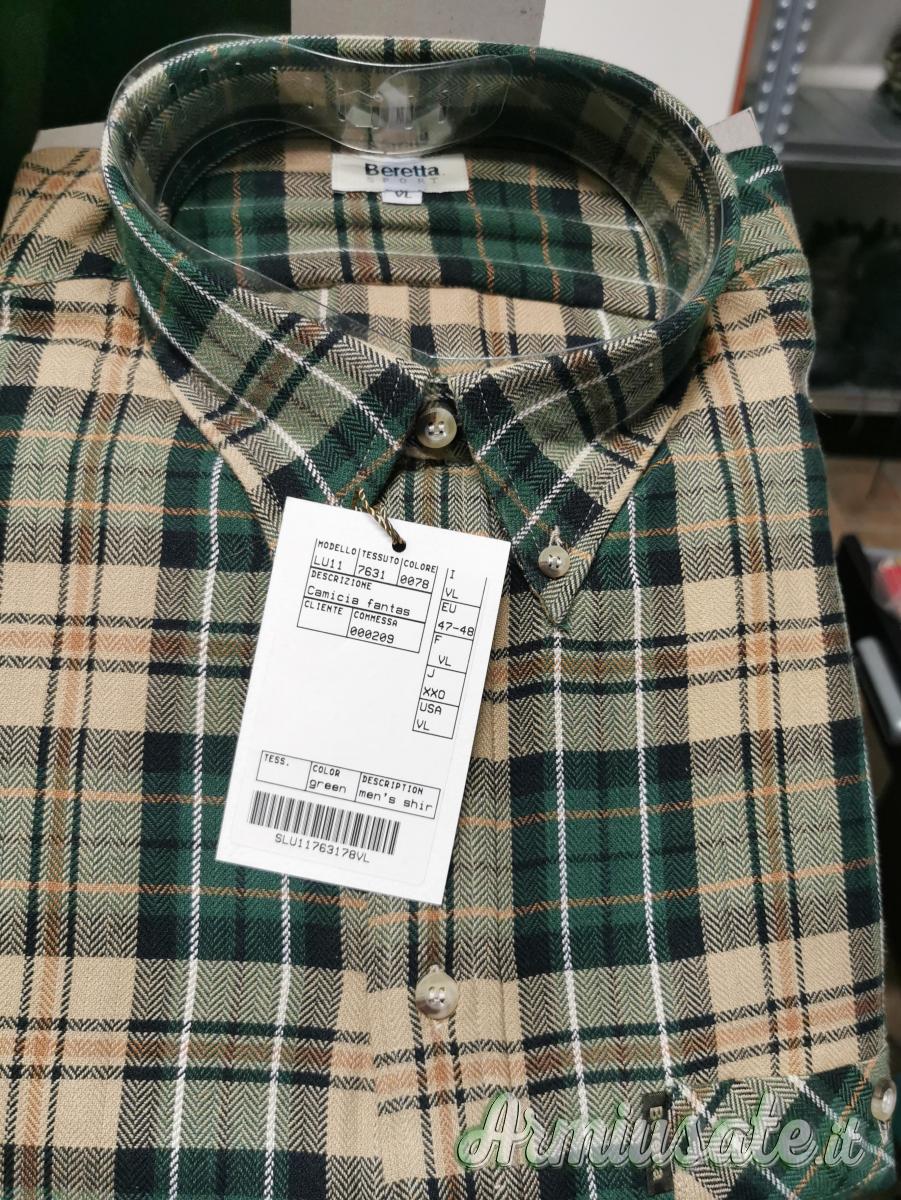 Beretta
SPORT
VL
MODELLO TESSUTO COLORE
LU11 7631 0078
DESCRIZIONE
Camicia fantas
CLIENTE COMMESSA
000209
I
VL
EU
47-48
F
VL
J
XXO
USA
VL
TESS. COLOR DESCRIPTION
green men's shir
SLU11763178VL
Armiusate.it